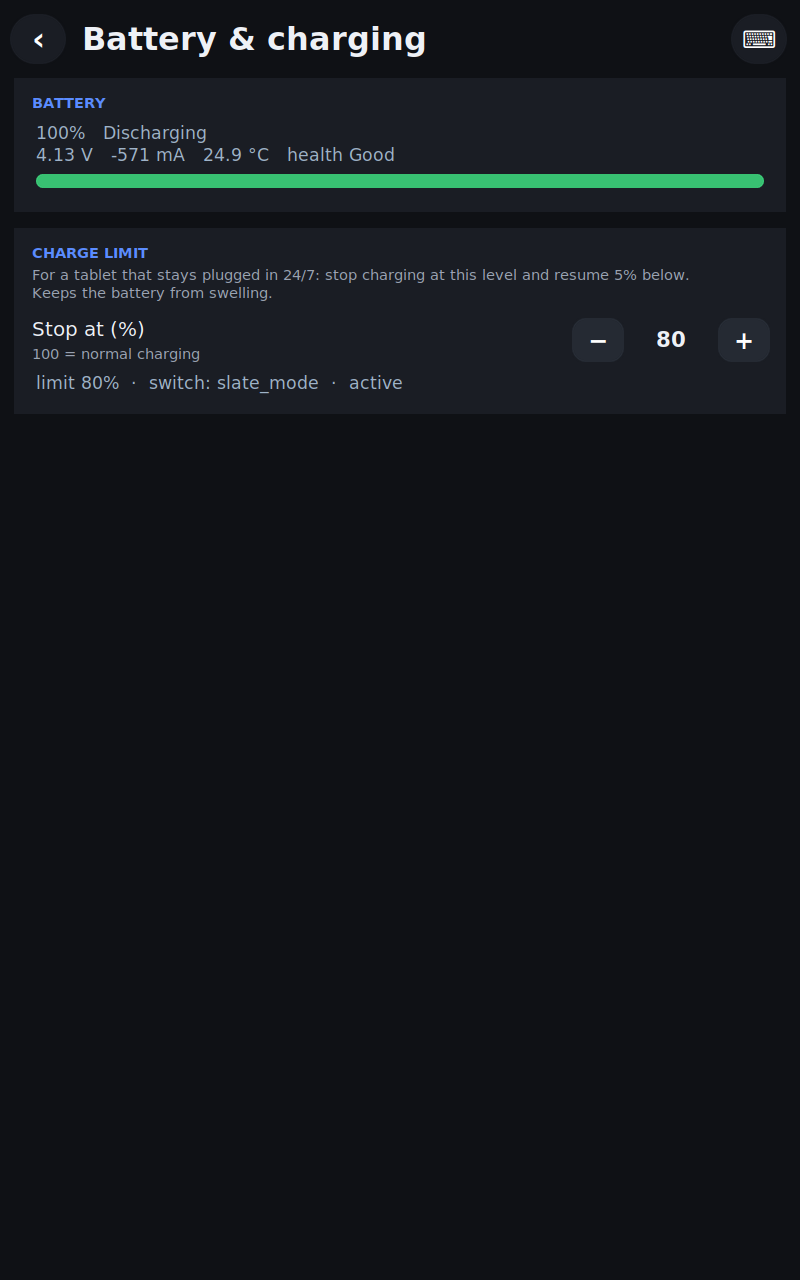 ‹ Battery & charging ⌨
BATTERY
100% Discharging
4.13 V -571 mA 24.9 °C health Good
CHARGE LIMIT
For a tablet that stays plugged in 24/7: stop charging at this level and resume 5% below.
Keeps the battery from swelling.
Stop at (%)
100 = normal charging
− 80 +
limit 80% · switch: slate_mode · active